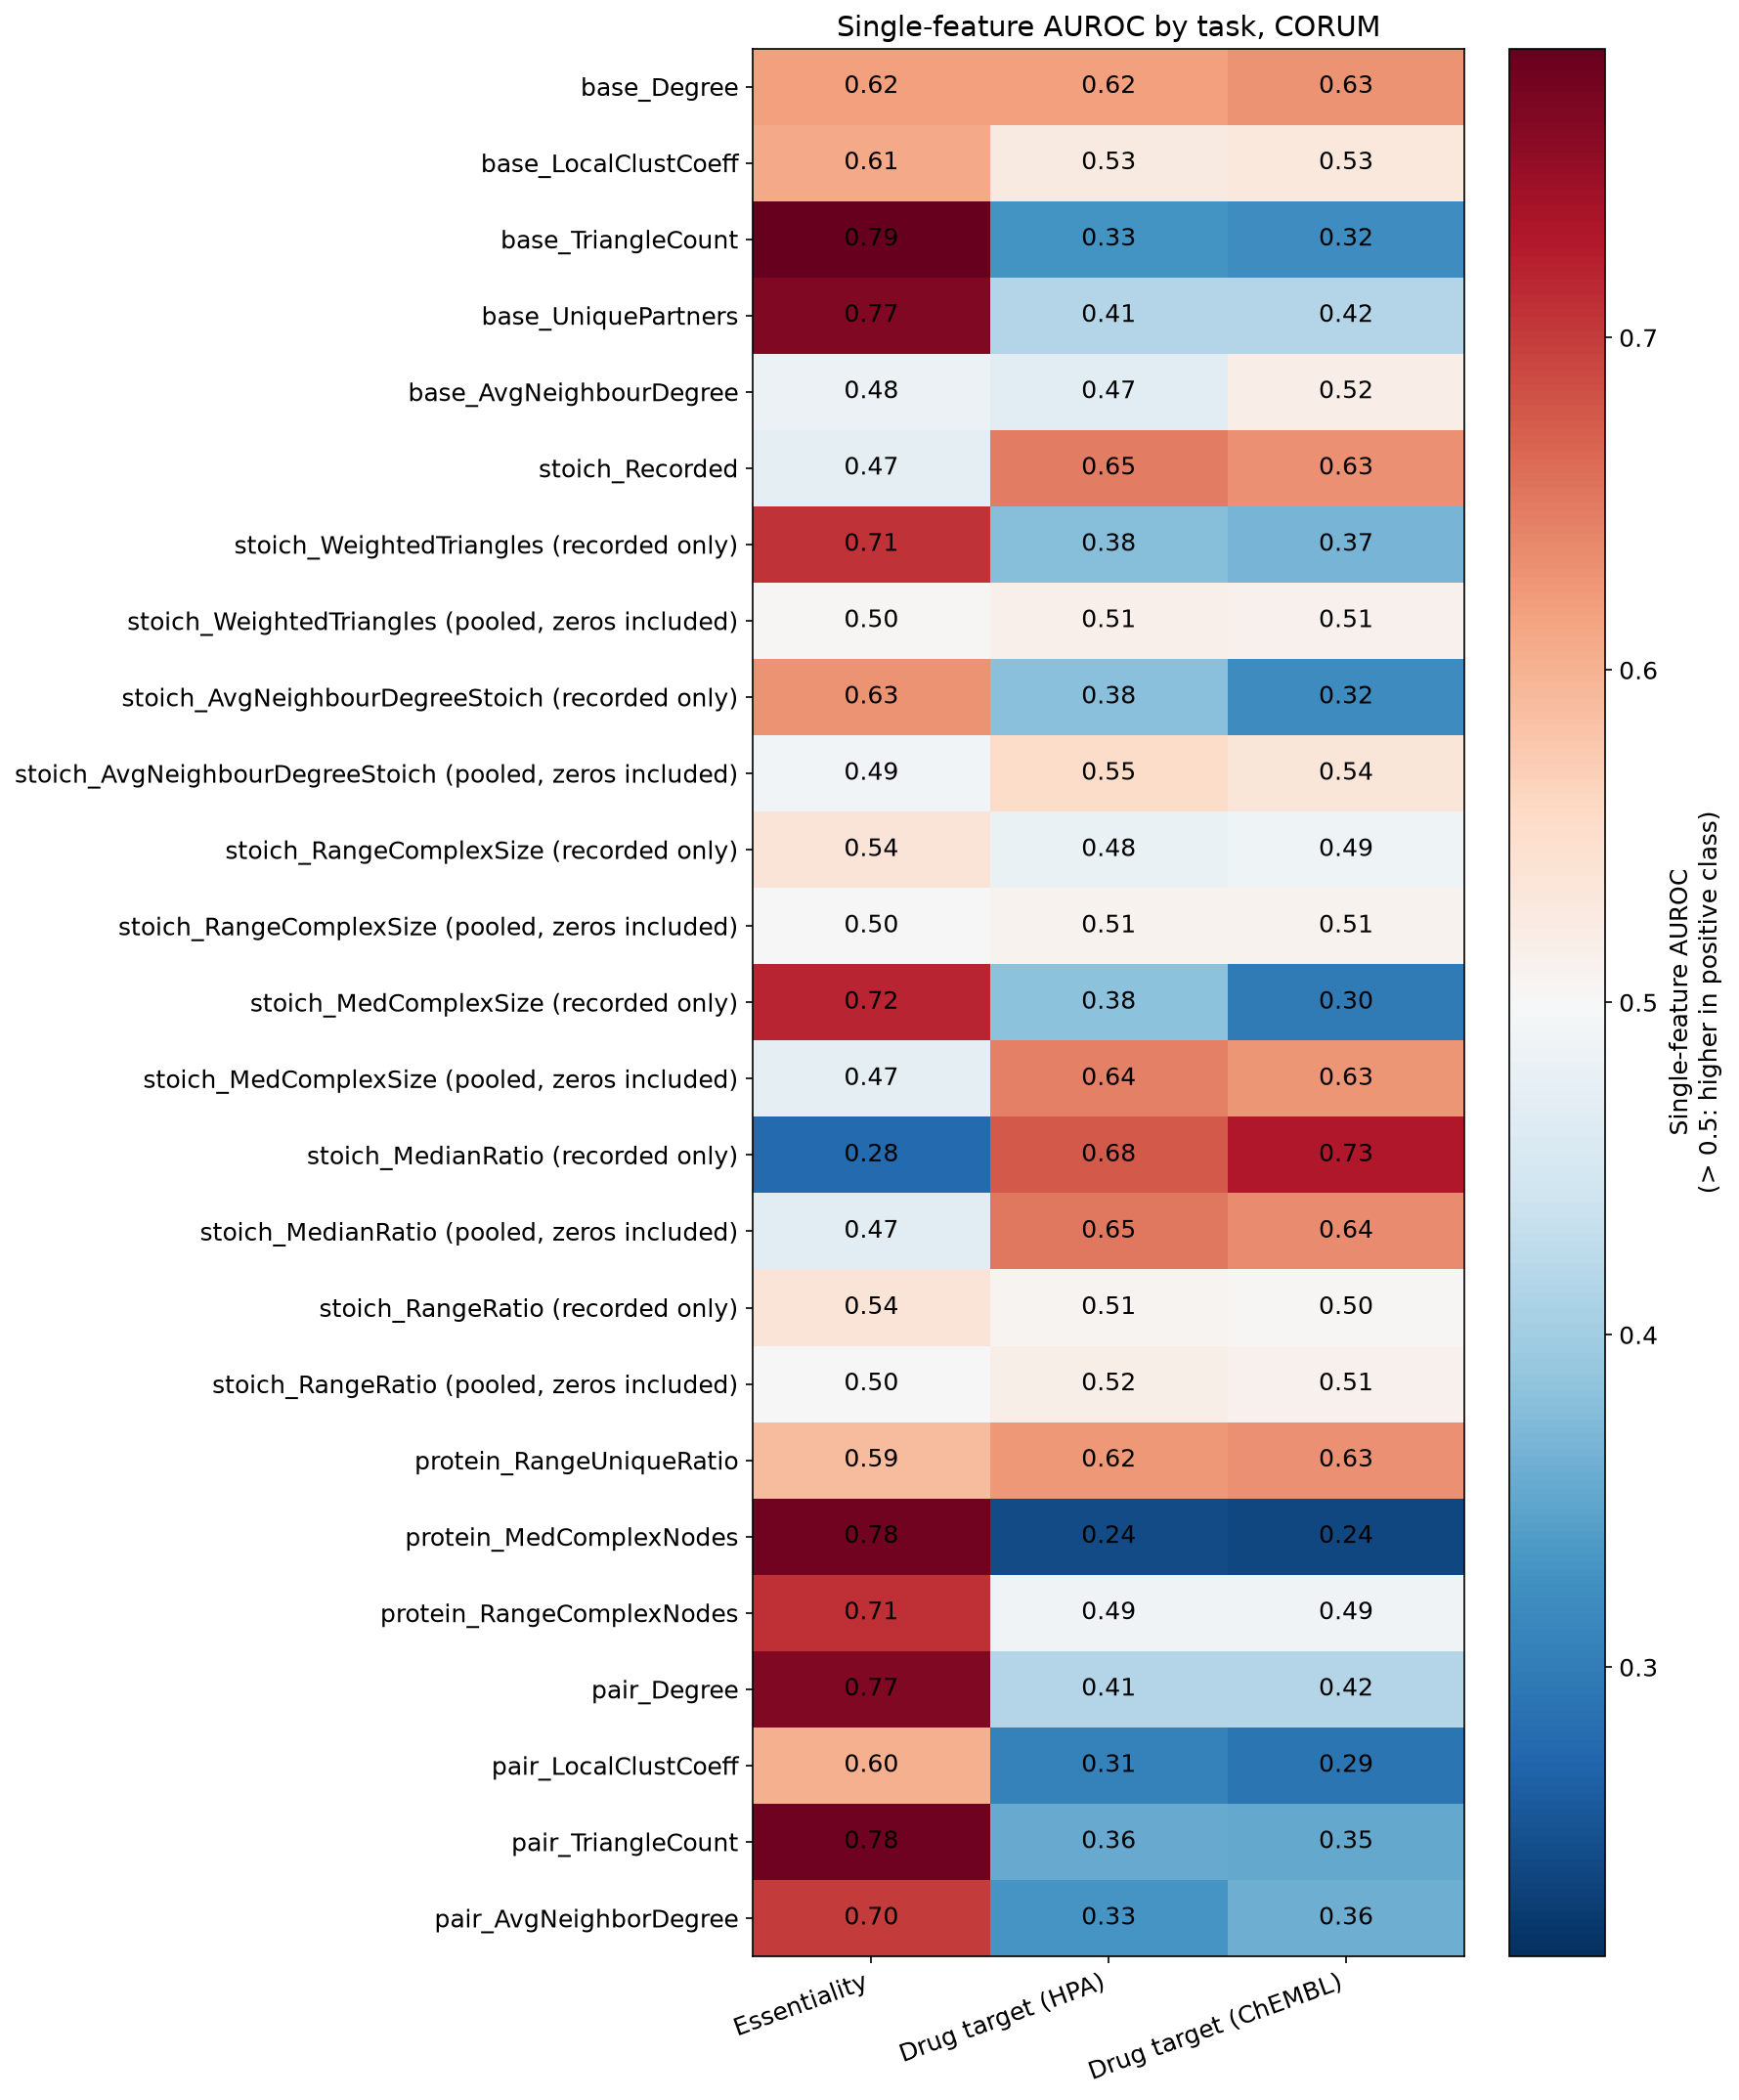 Single-feature AUROC by task, CORUM
base_Degree 0.62 0.62 0.63
base_LocalClustCoeff 0.61 0.53 0.53
base_TriangleCount 0.79 0.33 0.32
base_UniquePartners 0.77 0.41 0.42
base_AvgNeighbourDegree 0.48 0.47 0.52
stoich_Recorded 0.47 0.65 0.63
stoich_WeightedTriangles (recorded only) 0.71 0.38 0.37
stoich_WeightedTriangles (pooled, zeros included) 0.50 0.51 0.51
stoich_AvgNeighbourDegreeStoich (recorded only) 0.63 0.38 0.32
stoich_AvgNeighbourDegreeStoich (pooled, zeros included) 0.49 0.55 0.54
stoich_RangeComplexSize (recorded only) 0.54 0.48 0.49
stoich_RangeComplexSize (pooled, zeros included) 0.50 0.51 0.51
stoich_MedComplexSize (recorded only) 0.72 0.38 0.30
stoich_MedComplexSize (pooled, zeros included) 0.47 0.64 0.63
stoich_MedianRatio (recorded only) 0.28 0.68 0.73
stoich_MedianRatio (pooled, zeros included) 0.47 0.65 0.64
stoich_RangeRatio (recorded only) 0.54 0.51 0.50
stoich_RangeRatio (pooled, zeros included) 0.50 0.52 0.51
protein_RangeUniqueRatio 0.59 0.62 0.63
protein_MedComplexNodes 0.78 0.24 0.24
protein_RangeComplexNodes 0.71 0.49 0.49
pair_Degree 0.77 0.41 0.42
pair_LocalClustCoeff 0.60 0.31 0.29
pair_TriangleCount 0.78 0.36 0.35
pair_AvgNeighborDegree 0.70 0.33 0.36
Essentiality
Drug target (HPA)
Drug target (ChEMBL)
0.7
0.6
0.5
0.4
0.3
Single-feature AUROC
(> 0.5: higher in positive class)